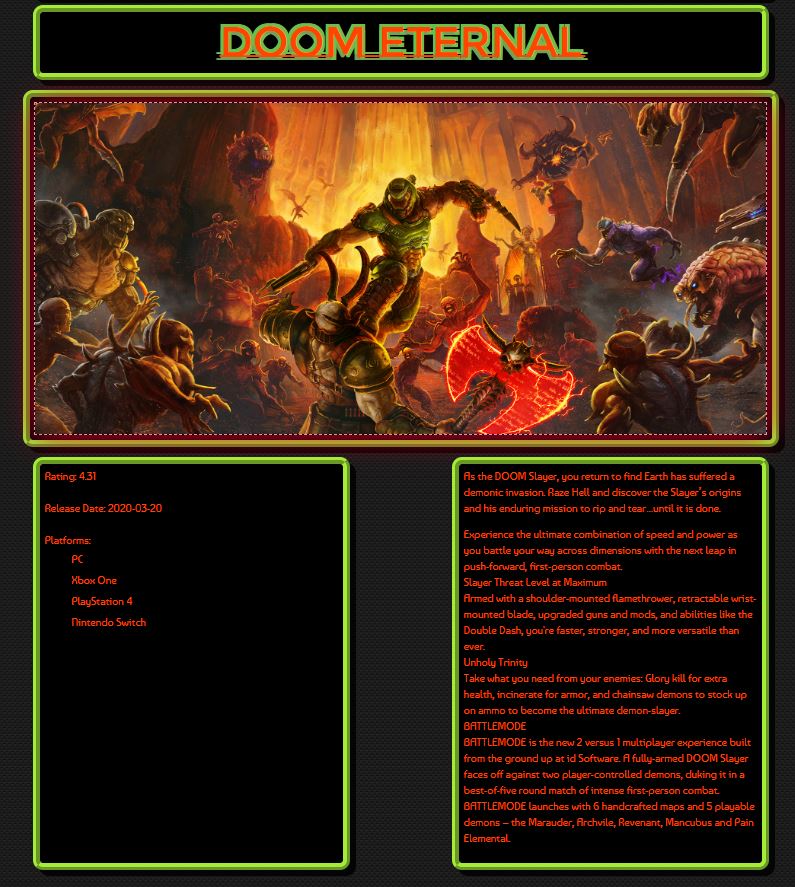 DOOM ETERNAL
Rating: 4.31
Release Date: 2020-03-20
Platforms:
PC
Xbox One
PlayStation 4
Nintendo Switch
As the DOOM Slayer, you return to find Earth has suffered a
demonic invasion. Raze Hell and discover the Slayer's origins
and his enduring mission to rip and tear…until it is done.
Experience the ultimate combination of speed and power as
you battle your way across dimensions with the next leap in
push-forward, first-person combat.
Slayer Threat Level at Maximum
Armed with a shoulder-mounted flamethrower, retractable wrist-
mounted blade, upgraded guns and mods, and abilities like the
Double Dash, you're faster, stronger, and more versatile than
ever.
Unholy Trinity
Take what you need from your enemies: Glory kill for extra
health, incinerate for armor, and chainsaw demons to stock up
on ammo to become the ultimate demon-slayer.
BATTLEMODE
BATTLEMODE is the new 2 versus 1 multiplayer experience built
from the ground up at id Software. A fully-armed DOOM Slayer
faces off against two player-controlled demons, duking it in a
best-of-five round match of intense first-person combat.
BATTLEMODE launches with 6 handcrafted maps and 5 playable
demons – the Marauder, Archvile, Revenant, Mancubus and Pain
Elemental.